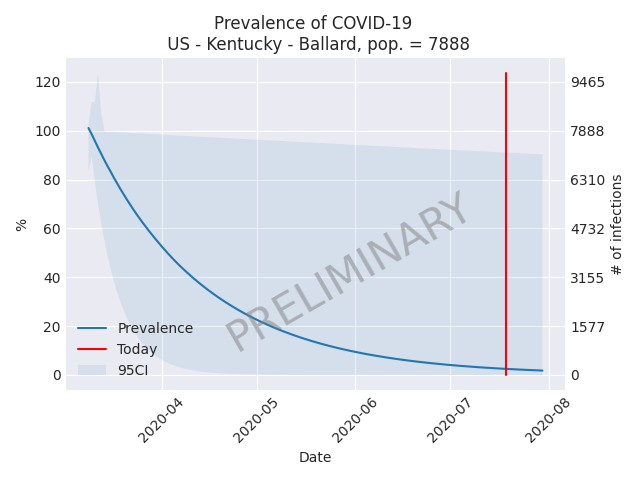 Prevalence of COVID-19
US - Kentucky - Ballard, pop. = 7888
120
100
80
60
40
20
0
%
9465
7888
6310
4732
3155
1577
0
# of infections
PRELIMINARY
Prevalence
Today
95CI
2020-04
2020-05
2020-06
2020-07
2020-08
Date